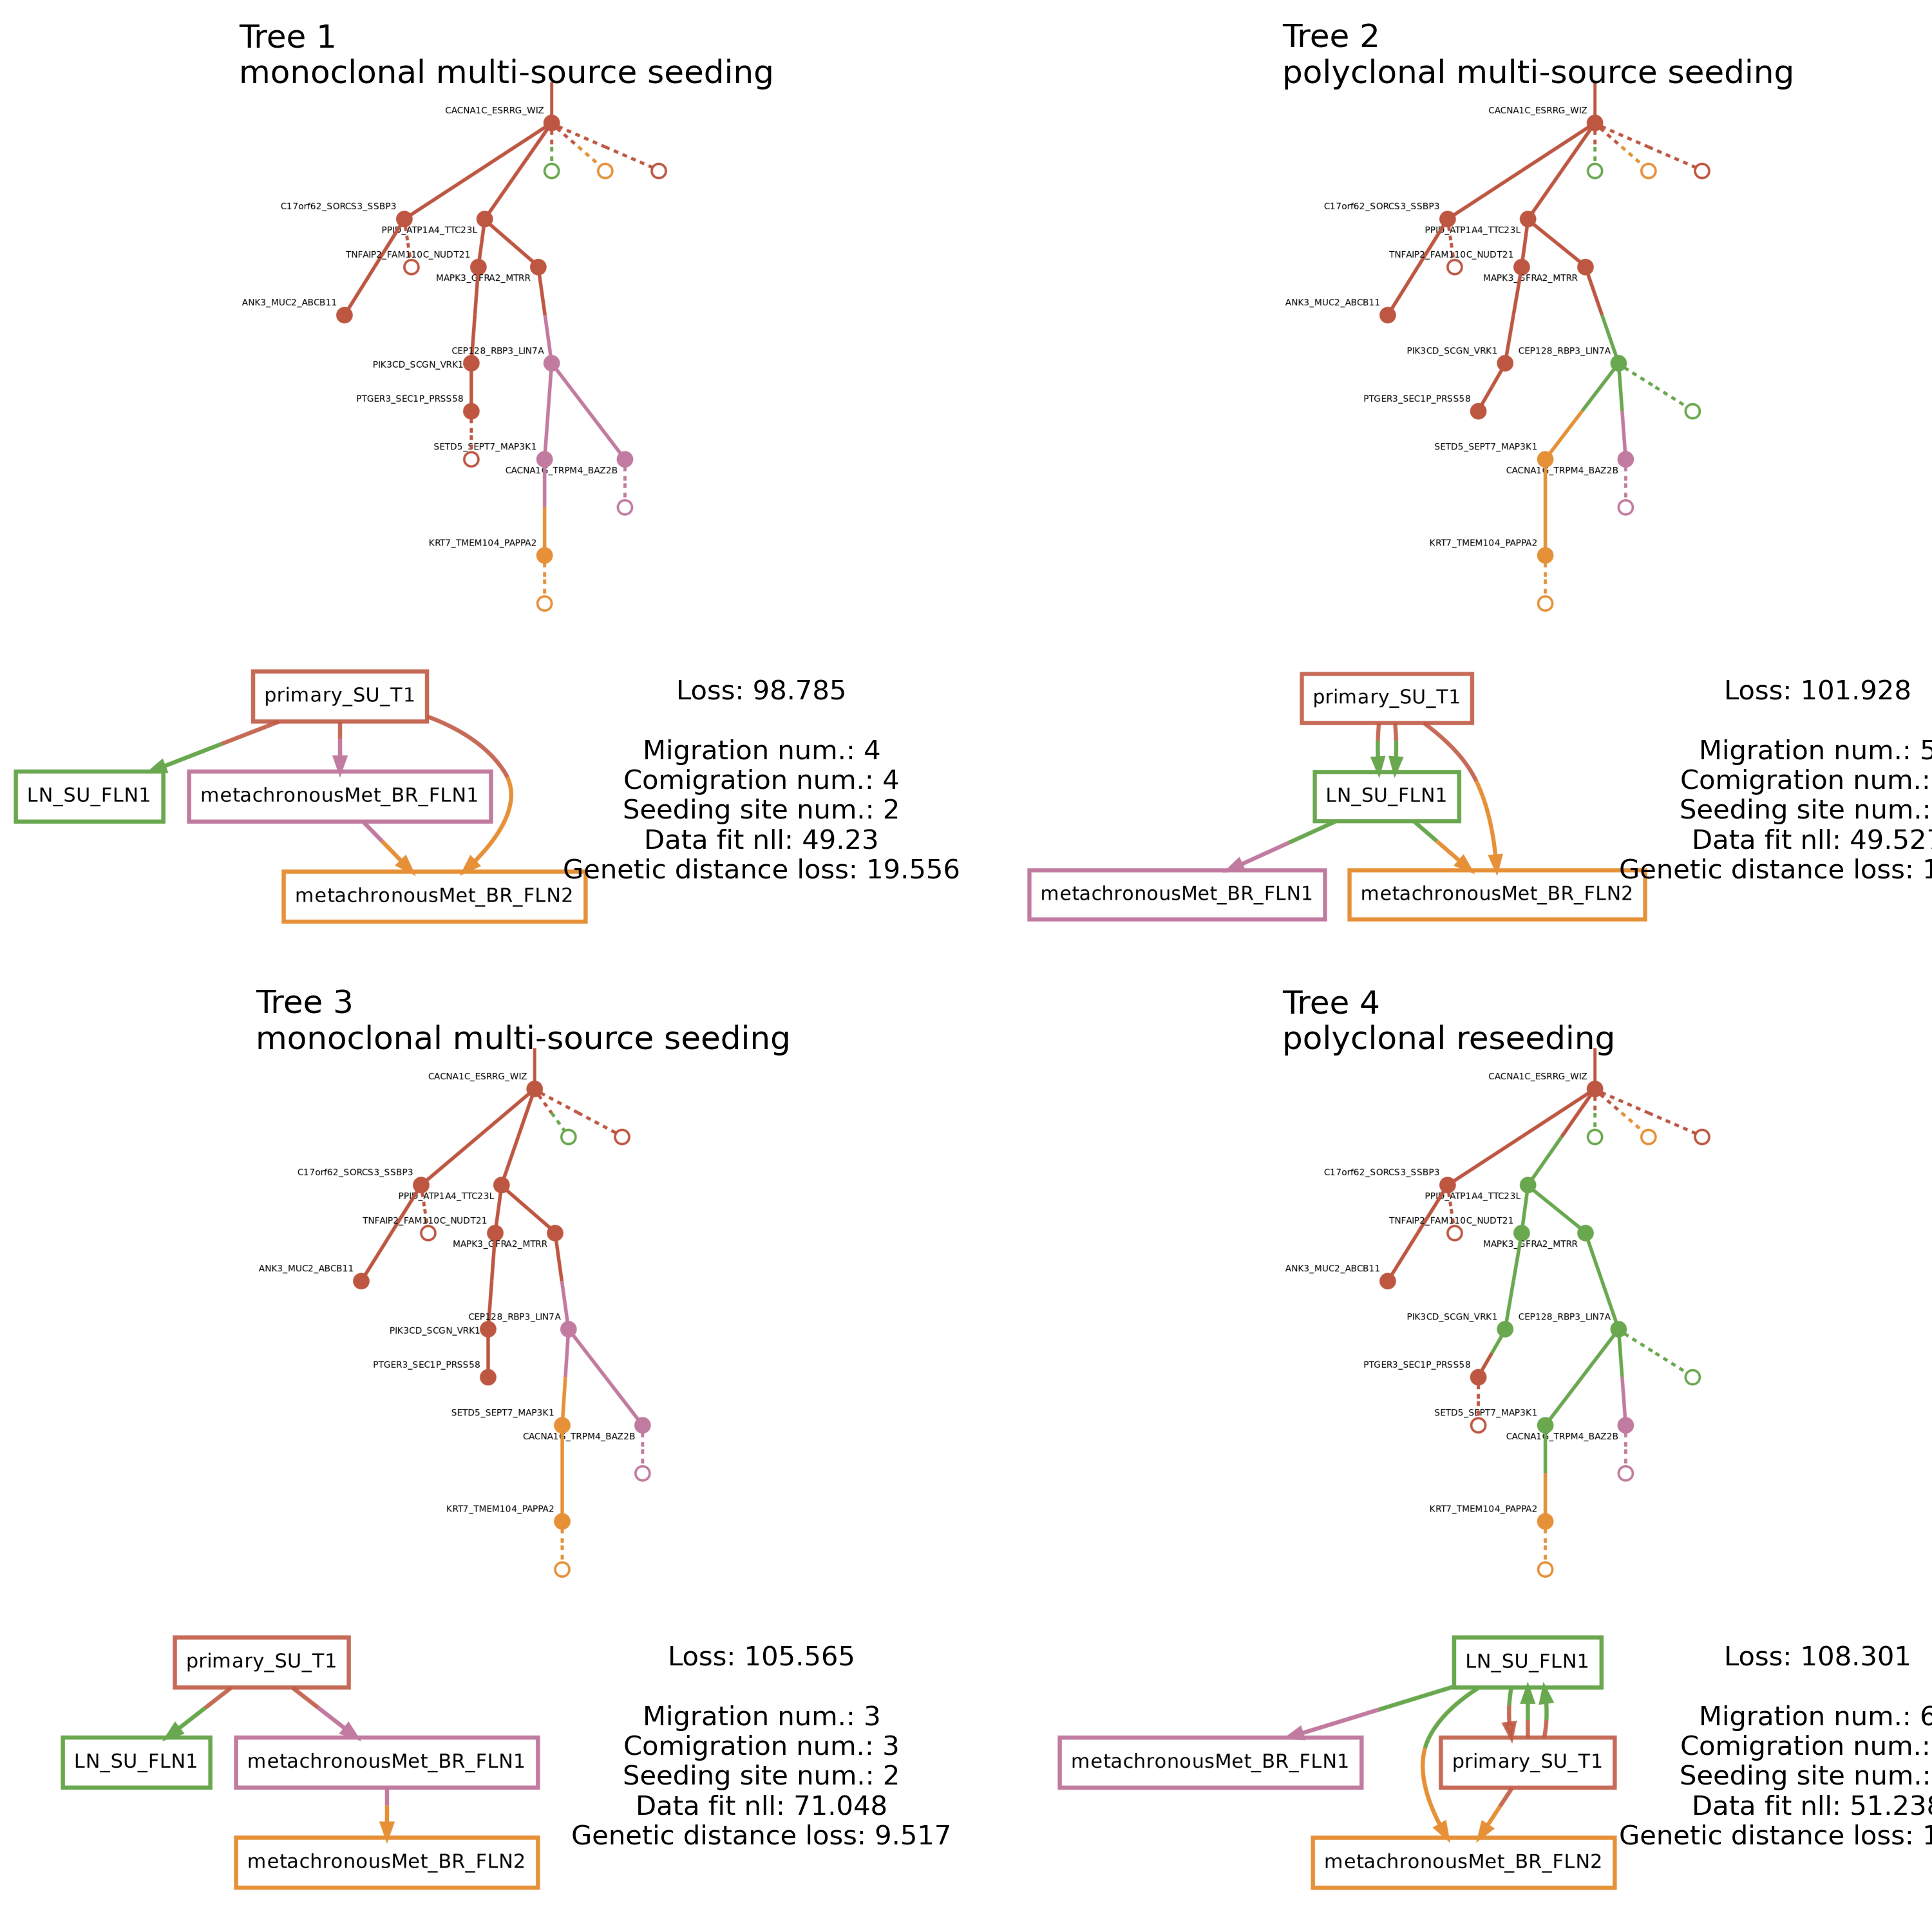 Tree 1
monoclonal multi-source seeding
CACNA1C_ESRRG_WIZ
C17orf62_SORCS3_SSBP3
PPID_ATP1A4_TTC23L
TNFAIP2_FAM110C_NUDT21
MAPK3_GFRA2_MTRR
ANK3_MUC2_ABCB11
CEP128_RBP3_LIN7A
PIK3CD_SCGN_VRK1
PTGER3_SEC1P_PRSS58
SETD5_SEPT7_MAP3K1
CACNA1G_TRPM4_BAZ2B
KRT7_TMEM104_PAPPA2
primary_SU_T1
LN_SU_FLN1
metachronousMet_BR_FLN1
metachronousMet_BR_FLN2
Loss: 98.785
Migration num.: 4
Comigration num.: 4
Seeding site num.: 2
Data fit nll: 49.23
Genetic distance loss: 19.556
Tree 2
polyclonal multi-source seeding
CACNA1C_ESRRG_WIZ
C17orf62_SORCS3_SSBP3
PPID_ATP1A4_TTC23L
TNFAIP2_FAM110C_NUDT21
MAPK3_GFRA2_MTRR
ANK3_MUC2_ABCB11
PIK3CD_SCGN_VRK1
CEP128_RBP3_LIN7A
PTGER3_SEC1P_PRSS58
SETD5_SEPT7_MAP3K1
CACNA1G_TRPM4_BAZ2B
KRT7_TMEM104_PAPPA2
primary_SU_T1
LN_SU_FLN1
metachronousMet_BR_FLN1
metachronousMet_BR_FLN2
Loss: 101.928
Migration num.: 5
Comigration num.:
Seeding site num.:
Data fit nll: 49.527
Genetic distance loss: 1
Tree 3
monoclonal multi-source seeding
CACNA1C_ESRRG_WIZ
C17orf62_SORCS3_SSBP3
PPID_ATP1A4_TTC23L
TNFAIP2_FAM110C_NUDT21
MAPK3_GFRA2_MTRR
ANK3_MUC2_ABCB11
CEP128_RBP3_LIN7A
PIK3CD_SCGN_VRK1
PTGER3_SEC1P_PRSS58
SETD5_SEPT7_MAP3K1
CACNA1G_TRPM4_BAZ2B
KRT7_TMEM104_PAPPA2
primary_SU_T1
LN_SU_FLN1
metachronousMet_BR_FLN1
metachronousMet_BR_FLN2
Loss: 105.565
Migration num.: 3
Comigration num.: 3
Seeding site num.: 2
Data fit nll: 71.048
Genetic distance loss: 9.517
Tree 4
polyclonal reseeding
CACNA1C_ESRRG_WIZ
C17orf62_SORCS3_SSBP3
PPID_ATP1A4_TTC23L
TNFAIP2_FAM110C_NUDT21
MAPK3_GFRA2_MTRR
ANK3_MUC2_ABCB11
PIK3CD_SCGN_VRK1
CEP128_RBP3_LIN7A
PTGER3_SEC1P_PRSS58
SETD5_SEPT7_MAP3K1
CACNA1G_TRPM4_BAZ2B
KRT7_TMEM104_PAPPA2
LN_SU_FLN1
metachronousMet_BR_FLN1
primary_SU_T1
metachronousMet_BR_FLN2
Loss: 108.301
Migration num.: 6
Comigration num.:
Seeding site num.:
Data fit nll: 51.238
Genetic distance loss: 1